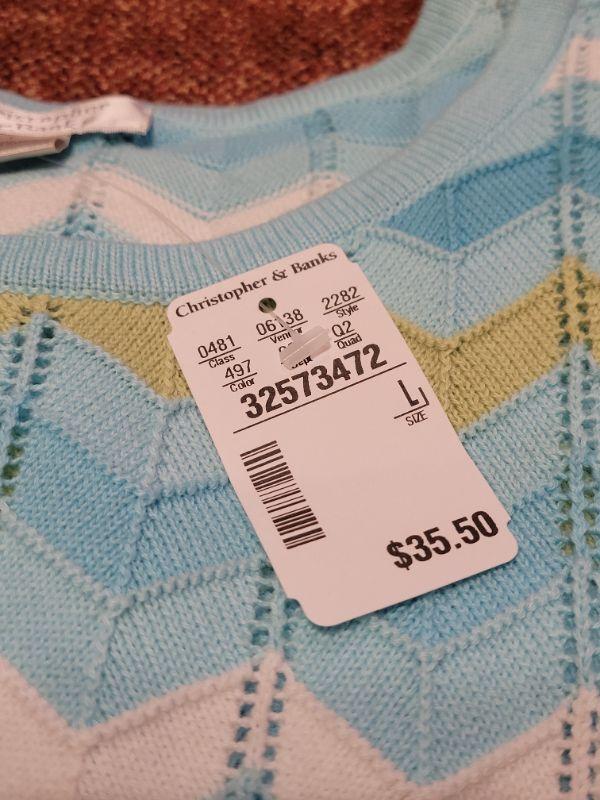 Christopher & Banks
0481 06138 2282
Class Vendor Style
497 Q2
Color Dept Quad
32573472
L
SIZE
$35.50